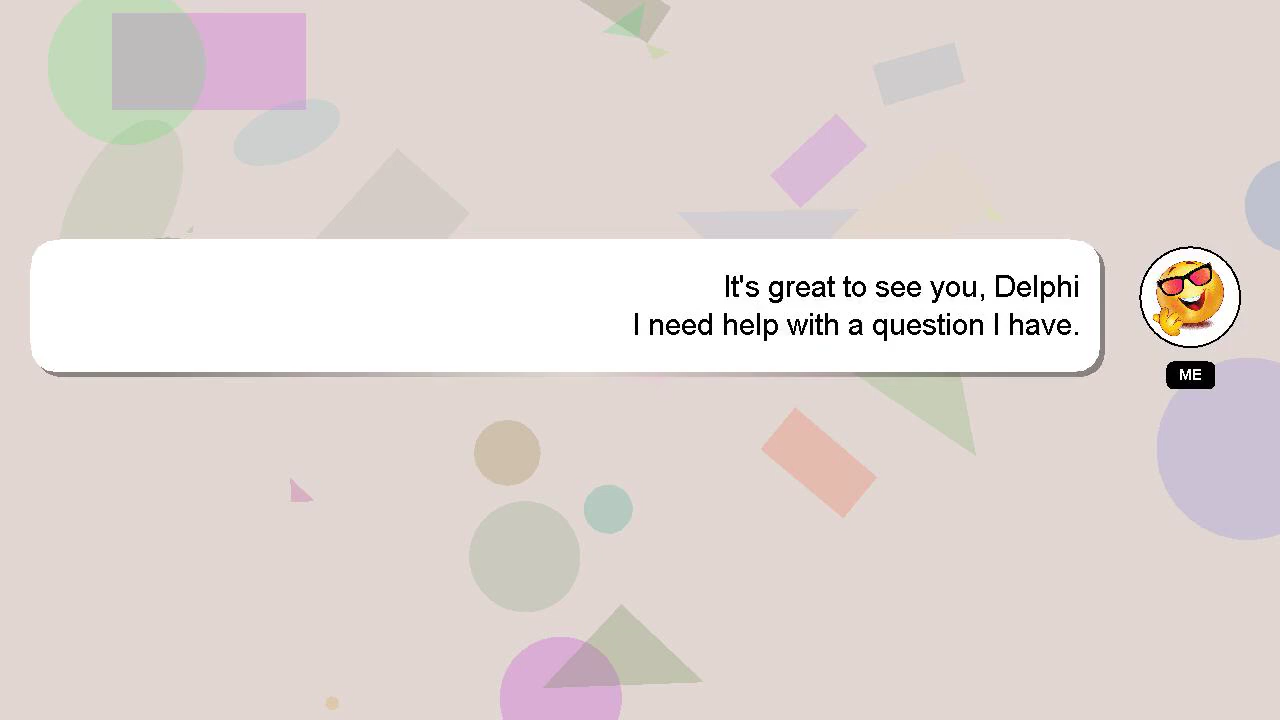 It's great to see you, Delphi
I need help with a question I have.
ME